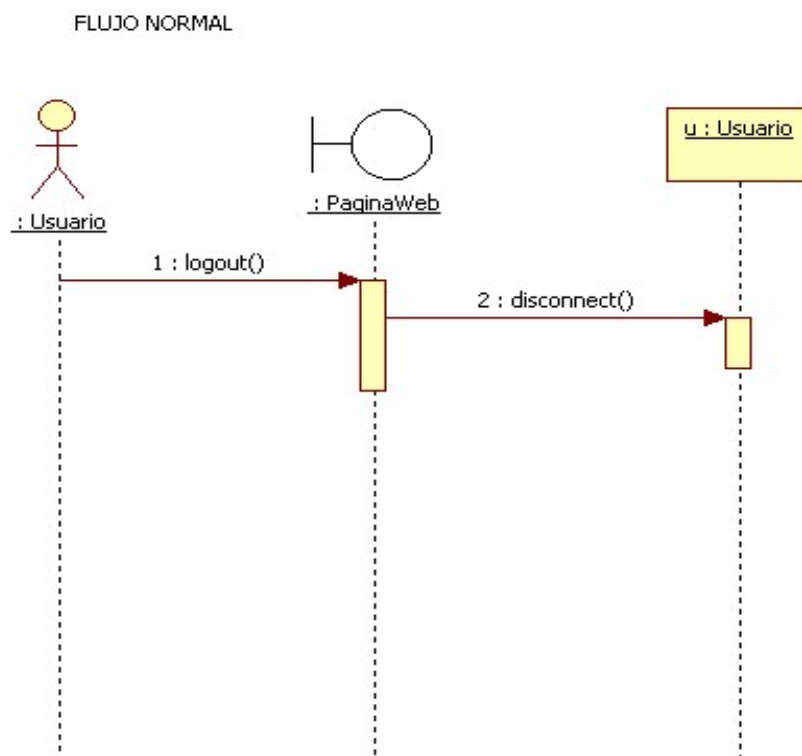 FLUJO NORMAL
: Usuario
: PaginaWeb
u : Usuario
1 : logout()
2 : disconnect()